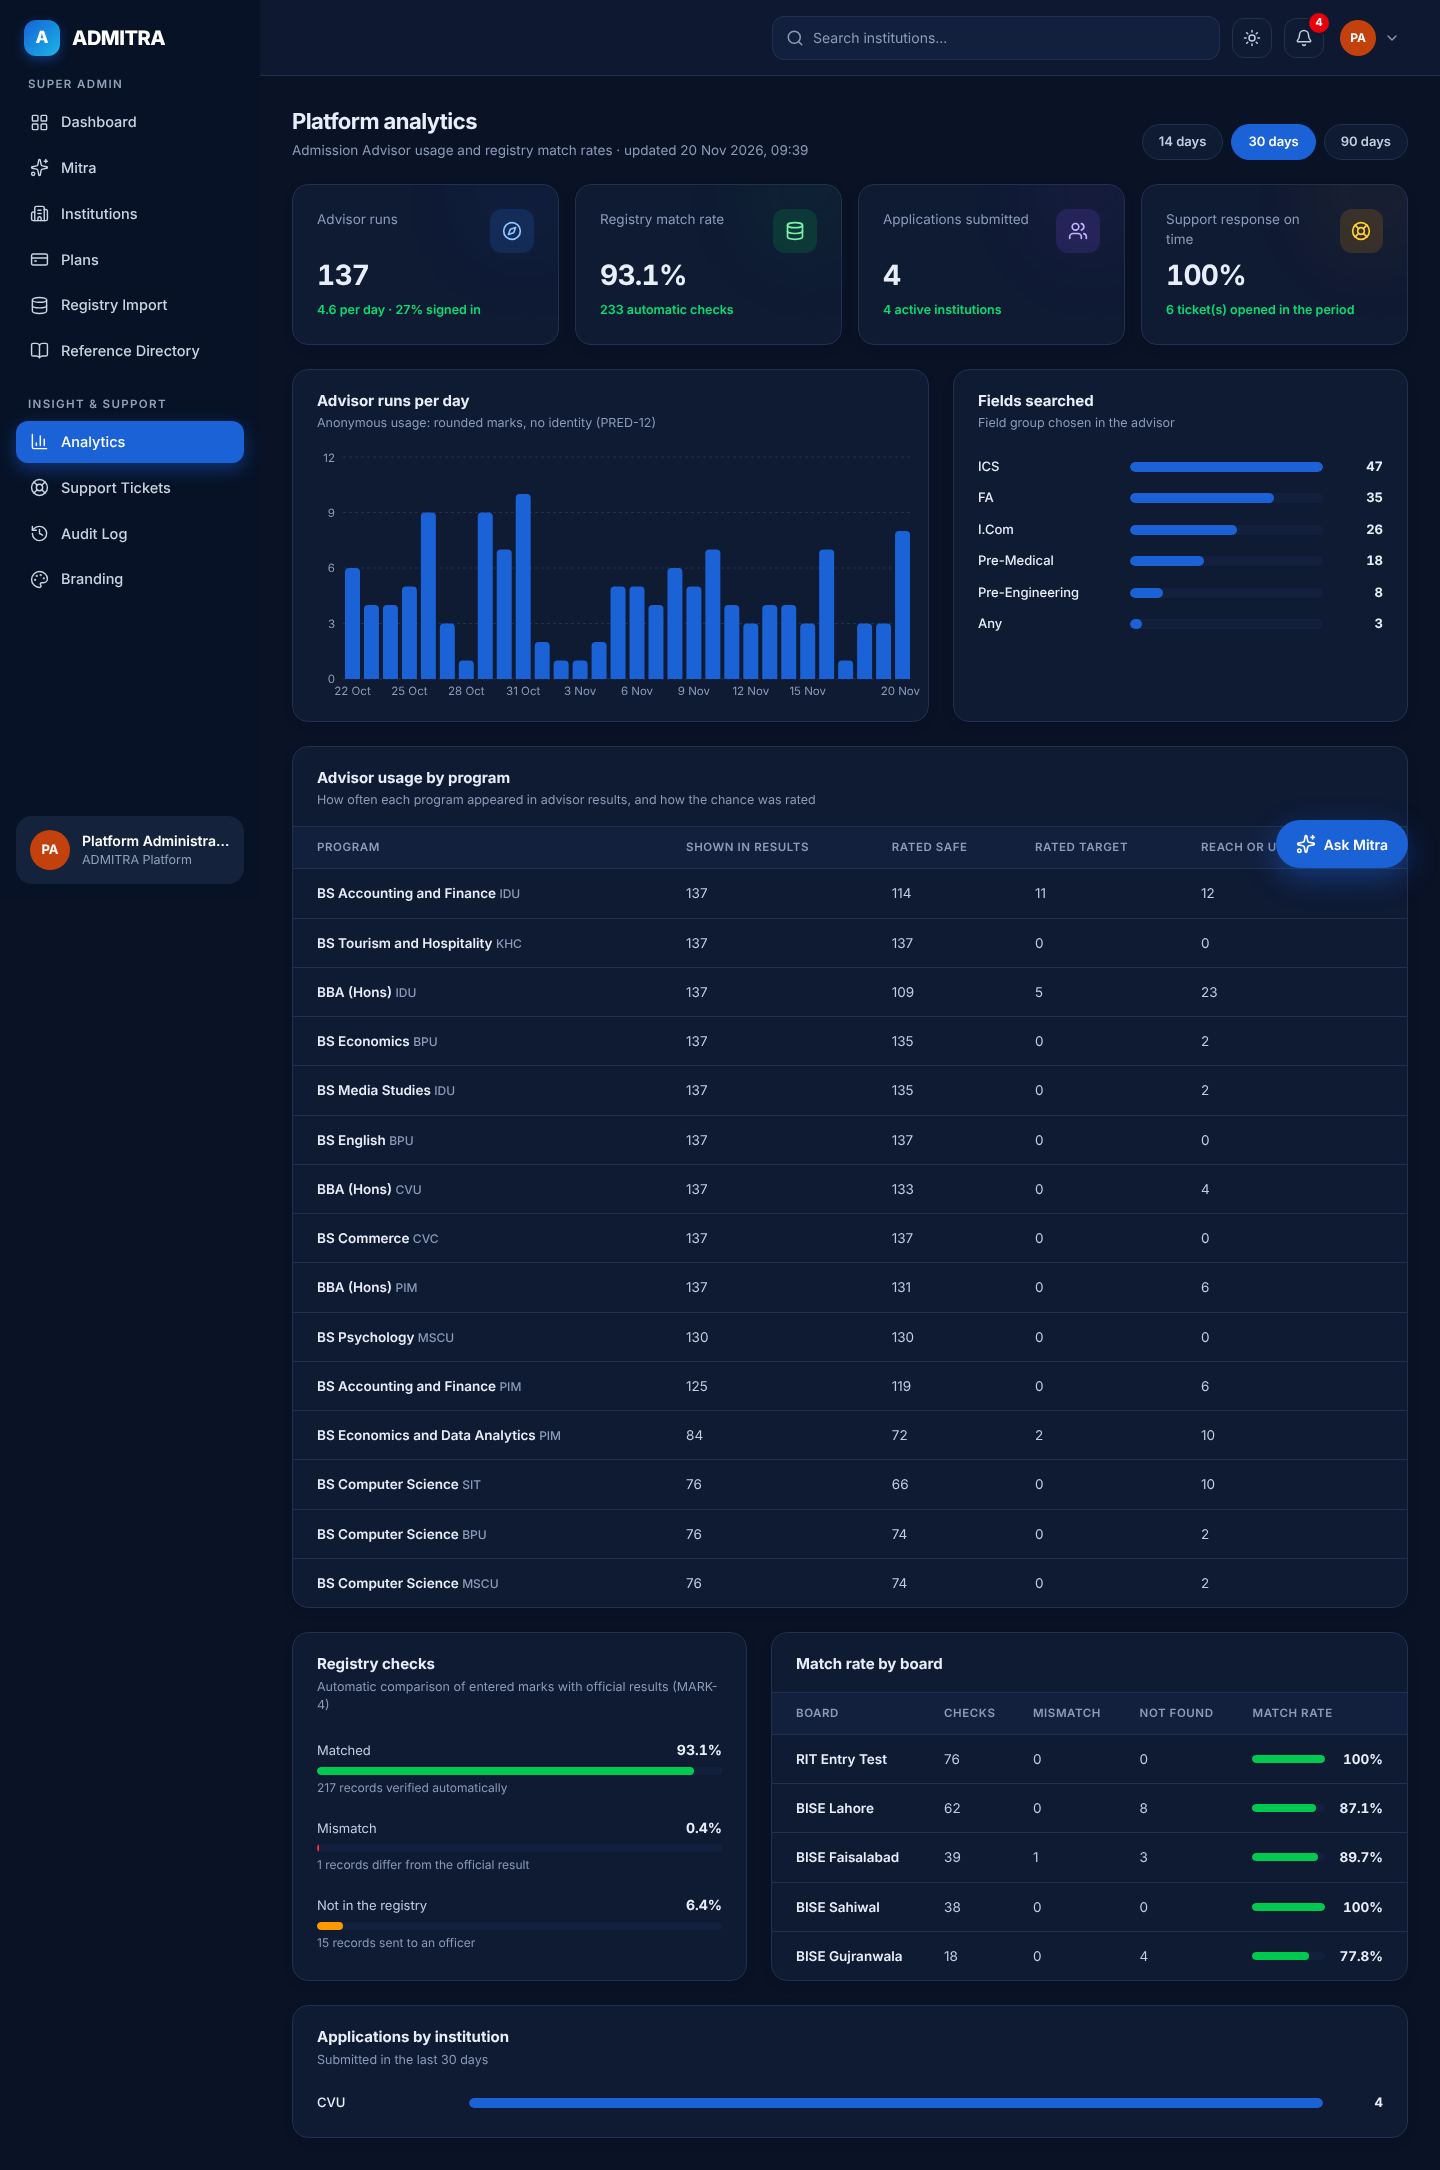 A ADMITRA
SUPER ADMIN
Dashboard
Mitra
Institutions
Plans
Registry Import
Reference Directory
INSIGHT & SUPPORT
Analytics
Support Tickets
Audit Log
Branding
PA Platform Administra...
ADMITRA Platform
Search institutions...
4
PA
Platform analytics
Admission Advisor usage and registry match rates · updated 20 Nov 2026, 09:39
14 days 30 days 90 days
Advisor runs
137
4.6 per day · 27% signed in
Registry match rate
93.1%
233 automatic checks
Applications submitted
4
4 active institutions
Support response on
time
100%
6 ticket(s) opened in the period
Advisor runs per day
Anonymous usage: rounded marks, no identity (PRED-12)
12
9
6
3
0
22 Oct 25 Oct 28 Oct 31 Oct 3 Nov 6 Nov 9 Nov 12 Nov 15 Nov 20 Nov
Fields searched
Field group chosen in the advisor
ICS 47
FA 35
I.Com 26
Pre-Medical 18
Pre-Engineering 8
Any 3
Advisor usage by program
How often each program appeared in advisor results, and how the chance was rated
PROGRAM SHOWN IN RESULTS RATED SAFE RATED TARGET REACH OR U
Ask Mitra
BS Accounting and Finance IDU 137 114 11 12
BS Tourism and Hospitality KHC 137 137 0 0
BBA (Hons) IDU 137 109 5 23
BS Economics BPU 137 135 0 2
BS Media Studies IDU 137 135 0 2
BS English BPU 137 137 0 0
BBA (Hons) CVU 137 133 0 4
BS Commerce CVC 137 137 0 0
BBA (Hons) PIM 137 131 0 6
BS Psychology MSCU 130 130 0 0
BS Accounting and Finance PIM 125 119 0 6
BS Economics and Data Analytics PIM 84 72 2 10
BS Computer Science SIT 76 66 0 10
BS Computer Science BPU 76 74 0 2
BS Computer Science MSCU 76 74 0 2
Registry checks
Automatic comparison of entered marks with official results (MARK-
4)
Matched 93.1%
217 records verified automatically
Mismatch 0.4%
1 records differ from the official result
Not in the registry 6.4%
15 records sent to an officer
Match rate by board
BOARD CHECKS MISMATCH NOT FOUND MATCH RATE
RIT Entry Test 76 0 0 100%
BISE Lahore 62 0 8 87.1%
BISE Faisalabad 39 1 3 89.7%
BISE Sahiwal 38 0 0 100%
BISE Gujranwala 18 0 4 77.8%
Applications by institution
Submitted in the last 30 days
CVU 4